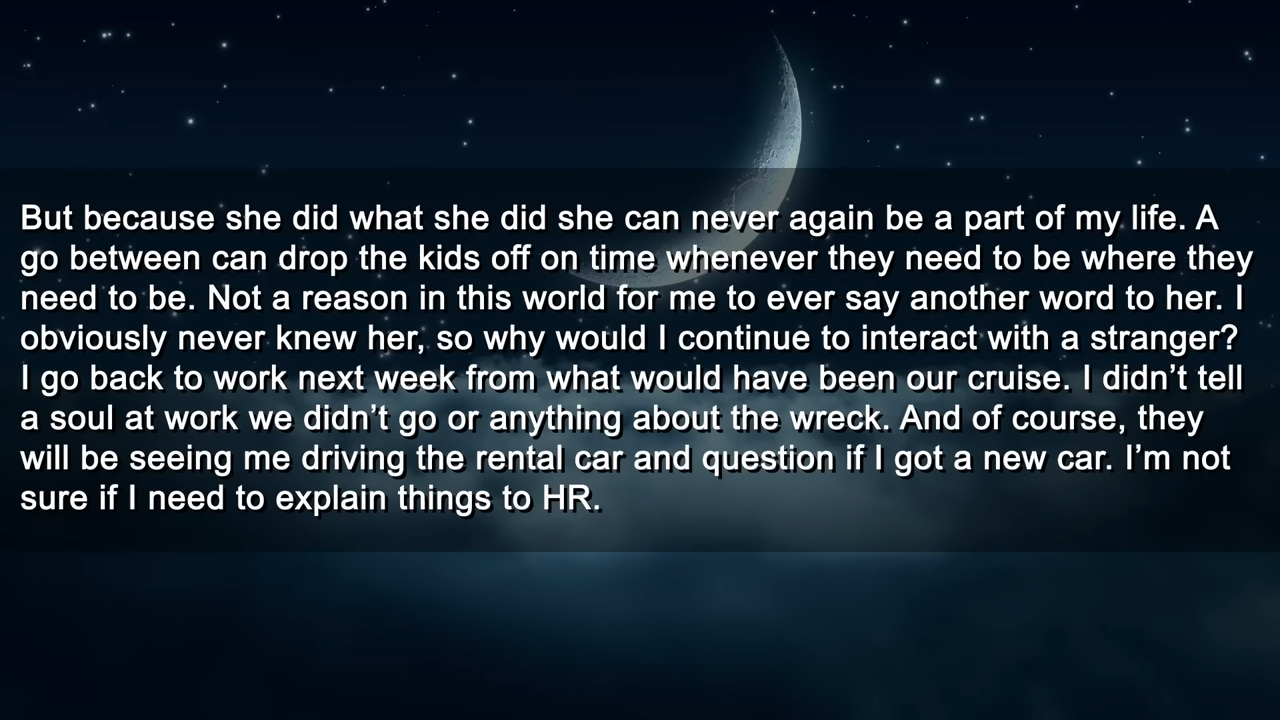 But because she did what she did she can never again be a part of my life. A
go between can drop the kids off on time whenever they need to be where they
need to be. Not a reason in this world for me to ever say another word to her. I
obviously never knew her, so why would I continue to interact with a stranger?
I go back to work next week from what would have been our cruise. I didn’t tell
a soul at work we didn’t go or anything about the wreck. And of course, they
will be seeing me driving the rental car and question if I got a new car. I’m not
sure if I need to explain things to HR.